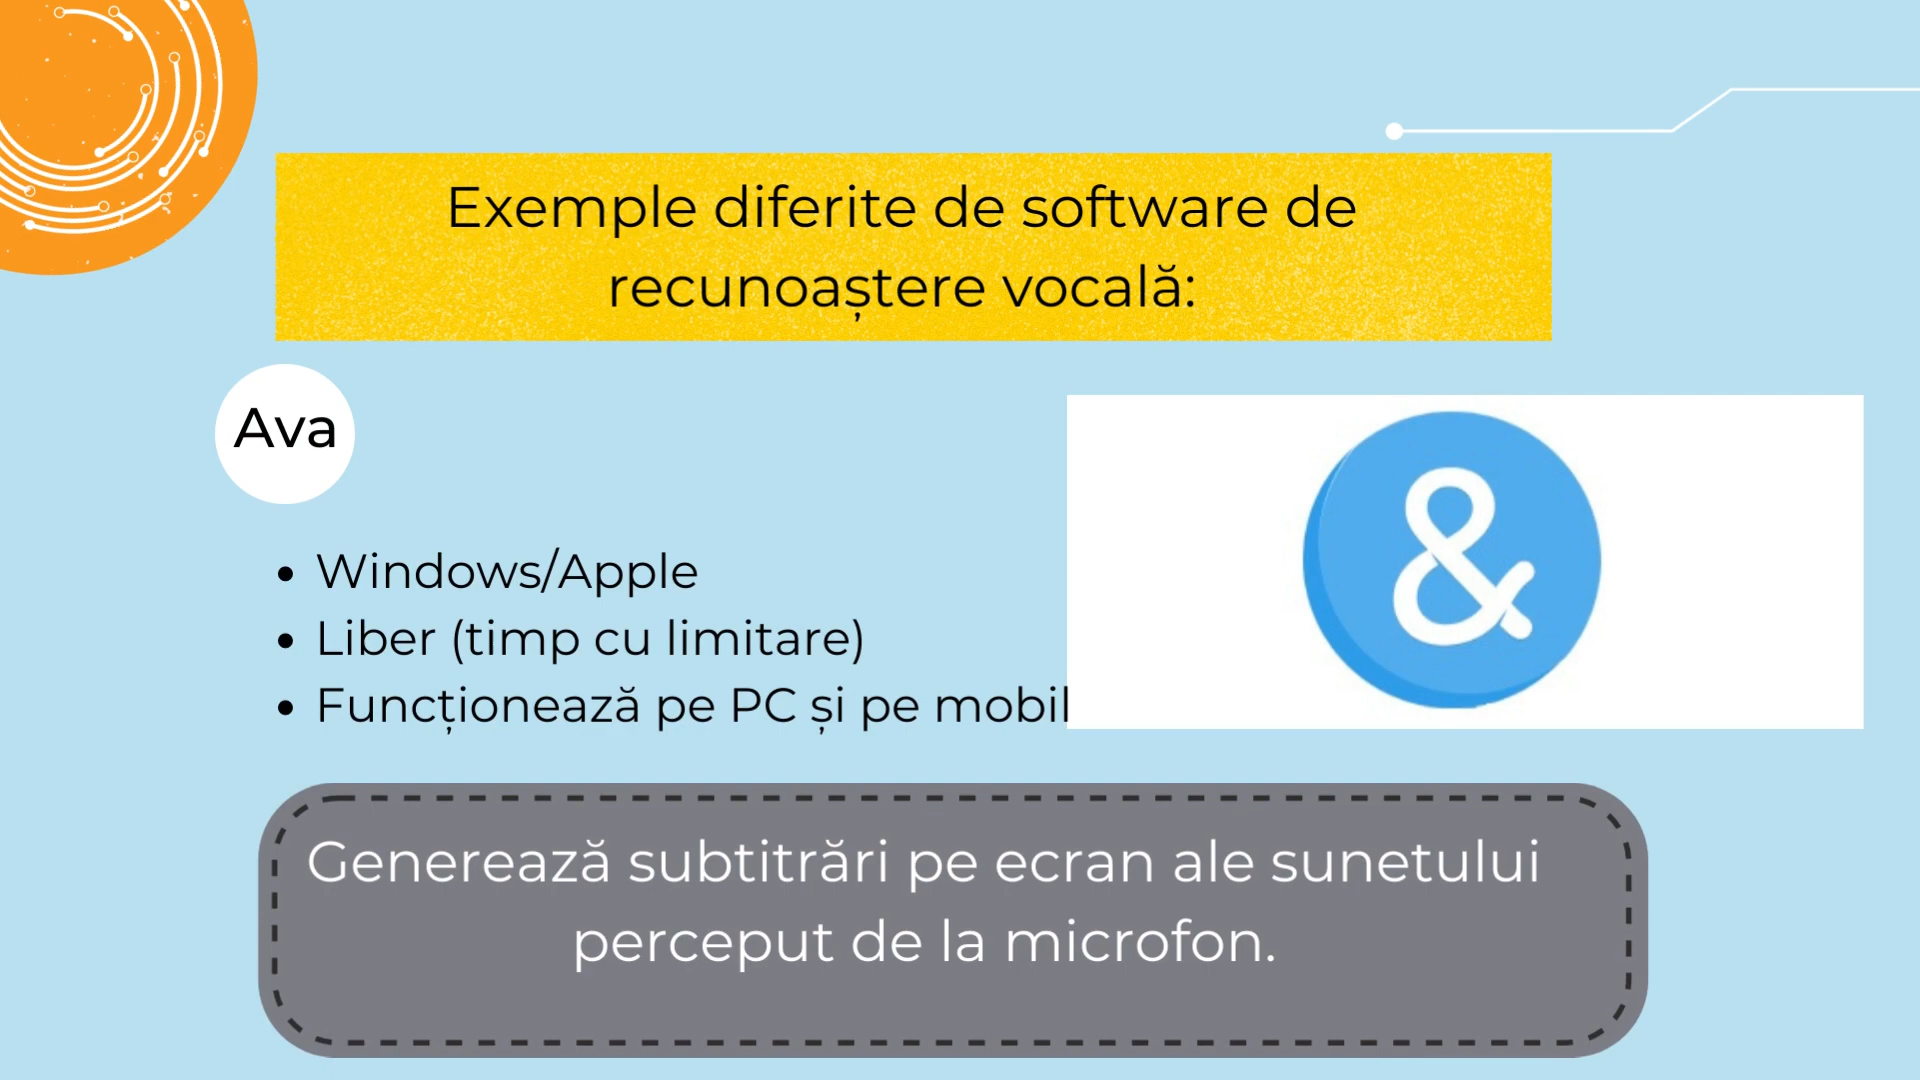 Exemple diferite de software de
recunoaștere vocală:
Ava
&
• Windows/Apple
• Liber (timp cu limitare)
• Funcționează pe PC și pe mobil
Generează subtitrări pe ecran ale sunetului
perceput de la microfon.